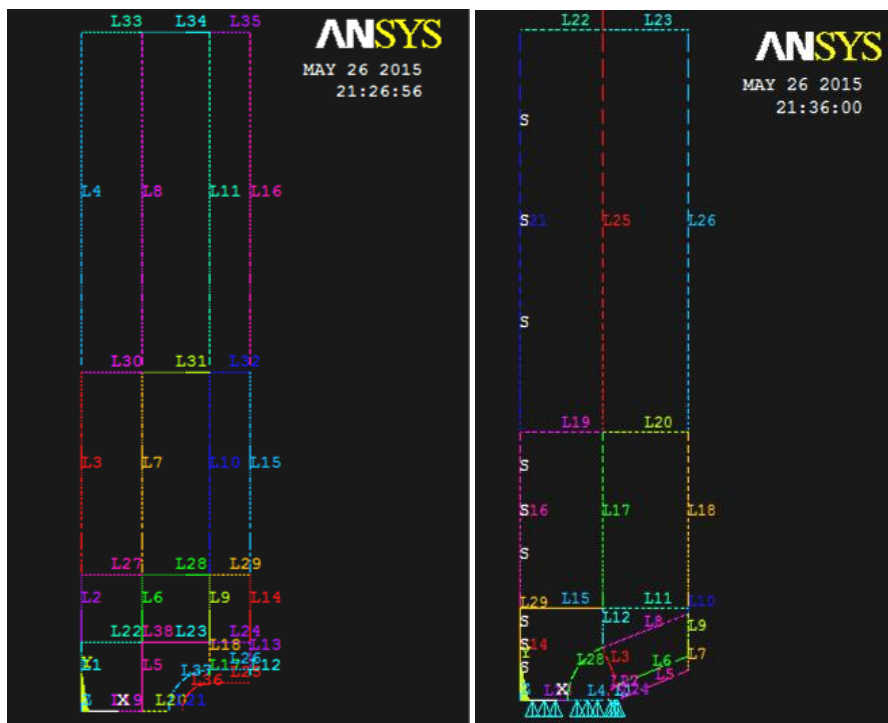 L33 L34 L35
ANSYS
MAY 26 2015
21:26:56
L4 L8 L11 L16
L30 L31 L32
L3 L7 L10 L15
L27 L28 L29
L2 L6 L9 L14
L22 L38 L23 L24
L18 L13
Y
L5 L12
L36
X
L20 L21
L22 L23
ANSYS
MAY 26 2015
21:36:00
S
S L25 L26
S
L19 L20
S
S L17 L18
S
L29 L15 L11 L10
S L12 L8 L9
S
Y L28 L3 L6 L7
S L5
X L4